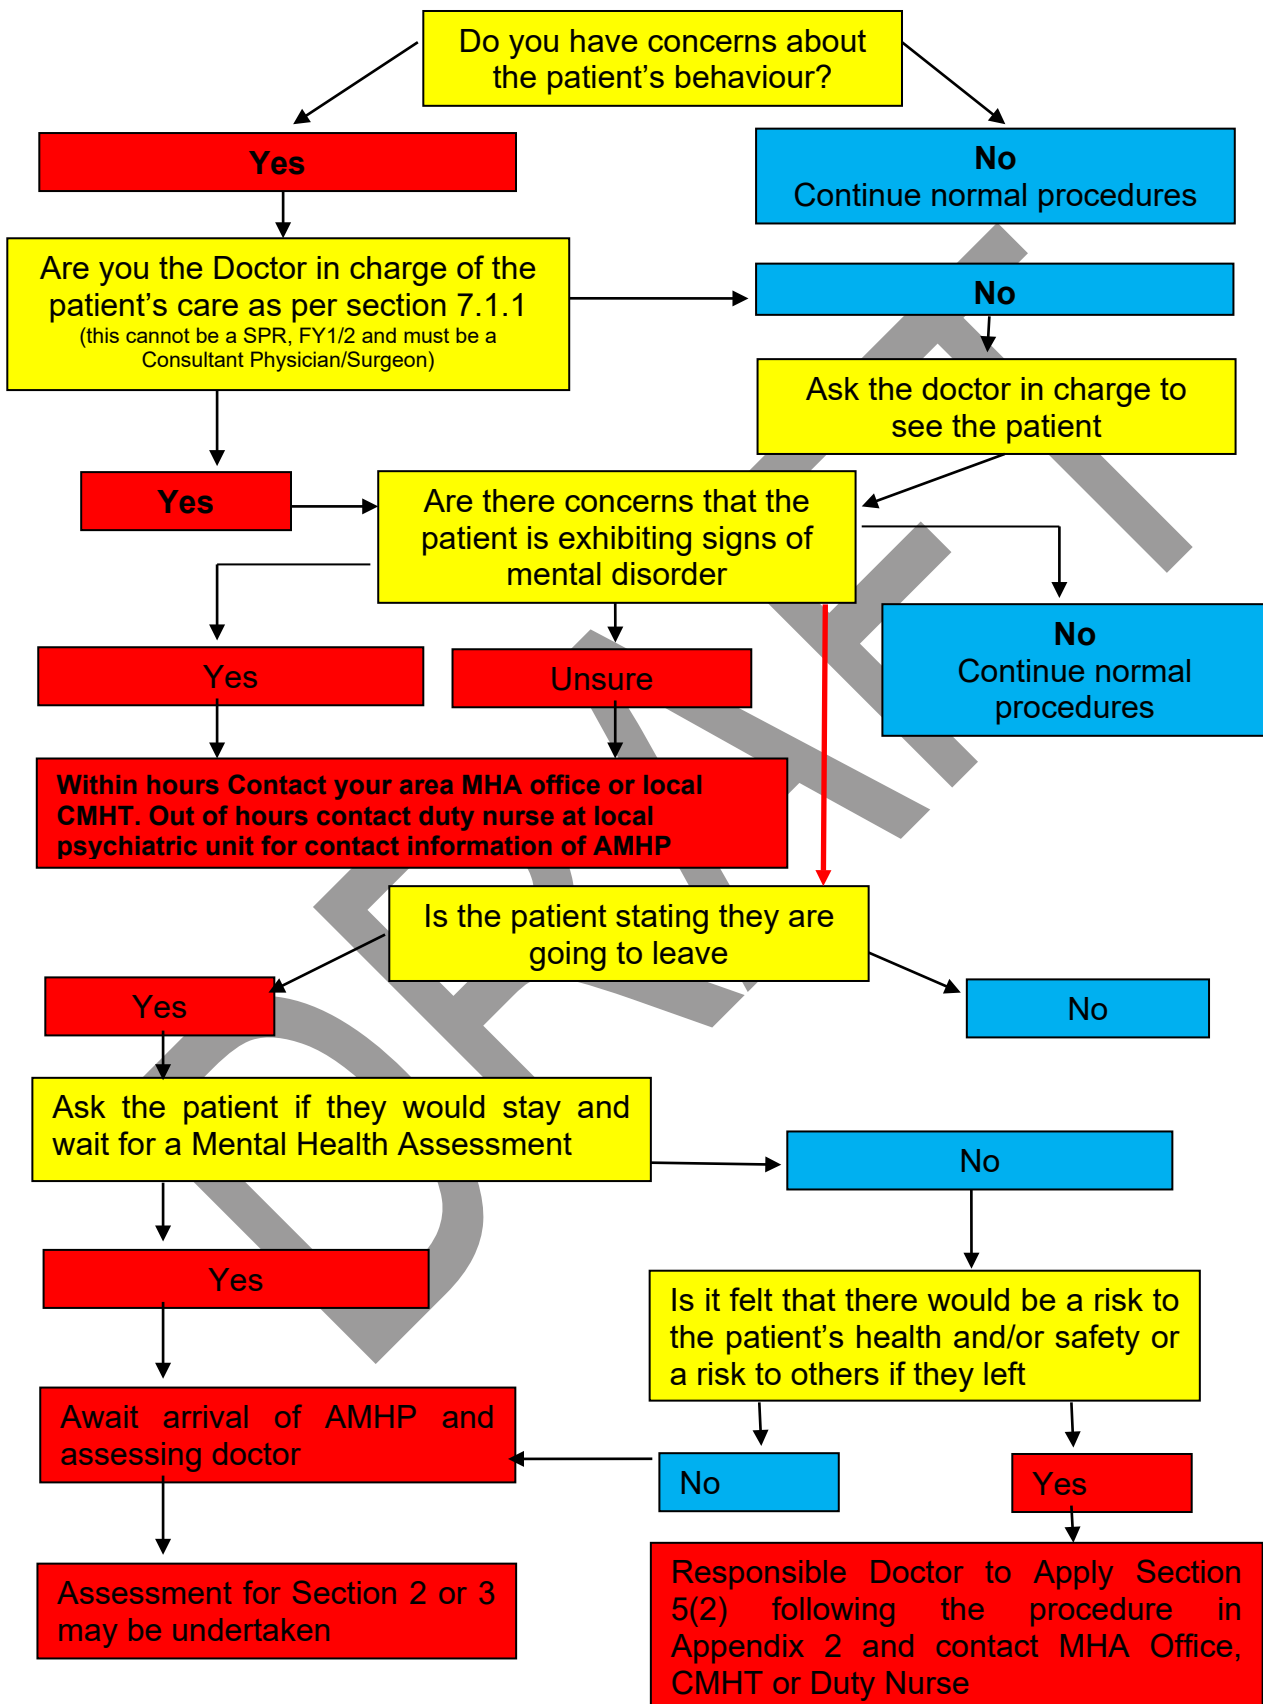 Do you have concerns about
the patient's behaviour?
Yes
No
Continue normal procedures
Are you the Doctor in charge of the
patient's care as per section 7.1.1
(this cannot be a SPR, FY1/2 and must be a
Consultant Physician/Surgeon)
No
Ask the doctor in charge to
see the patient
Yes
Are there concerns that the
patient is exhibiting signs of
mental disorder
No
Continue normal
procedures
Yes
Unsure
Within hours Contact your area MHA office or local
CMHT. Out of hours contact duty nurse at local
psychiatric unit for contact information of AMHP
Is the patient stating they are
going to leave
Yes
No
Ask the patient if they would stay and
wait for a Mental Health Assessment
No
Yes
Is it felt that there would be a risk to
the patient's health and/or safety or
a risk to others if they left
Await arrival of AMHP and
assessing doctor
No
Yes
Assessment for Section 2 or 3
may be undertaken
Responsible Doctor to Apply Section
5(2) following the procedure in
Appendix 2 and contact MHA Office,
CMHT or Duty Nurse
DRAFT